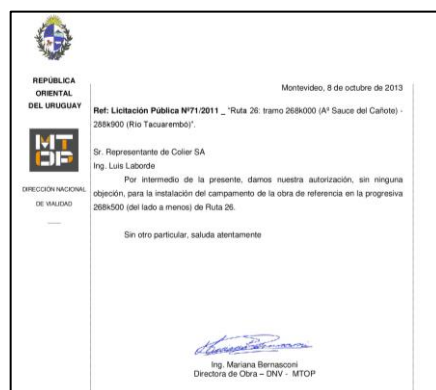 REPÚBLICA
ORIENTAL
DEL URUGUAY
MTOP
DIRECCIÓN NACIONAL
DE VIALIDAD
Montevideo, 8 de octubre de 2013
Ref: Licitación Pública Nº71/2011 _ "Ruta 26: tramo 268k000 (Aº Sauce del Cañote) -
288k900 (Río Tacuarembó)".
Sr. Representante de Colier SA
Ing. Luis Laborde
Por intermedio de la presente, damos nuestra autorización, sin ninguna
objeción, para la instalación del campamento de la obra de referencia en la progresiva
268k500 (del lado a menos) de Ruta 26.
Sin otro particular, saluda atentamente
Ing. Mariana Bernasconi
Directora de Obra – DNV - MTOP